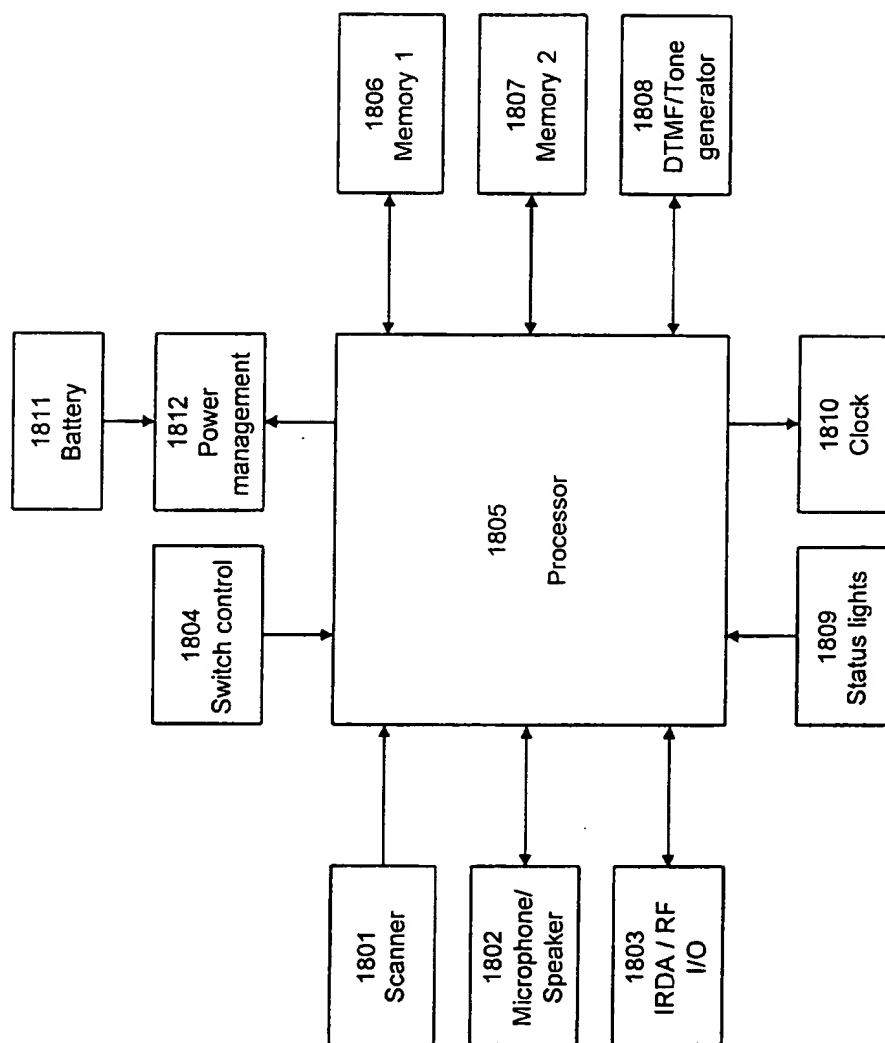 1801
Scanner
1802
Microphone/
Speaker
1803
IRDA / RF
I/O
1804
Switch control
1811
Battery
1812
Power
management
1805
Processor
1809
Status lights
1810
Clock
1806
Memory 1
1807
Memory 2
1808
DTMF/Tone
generator